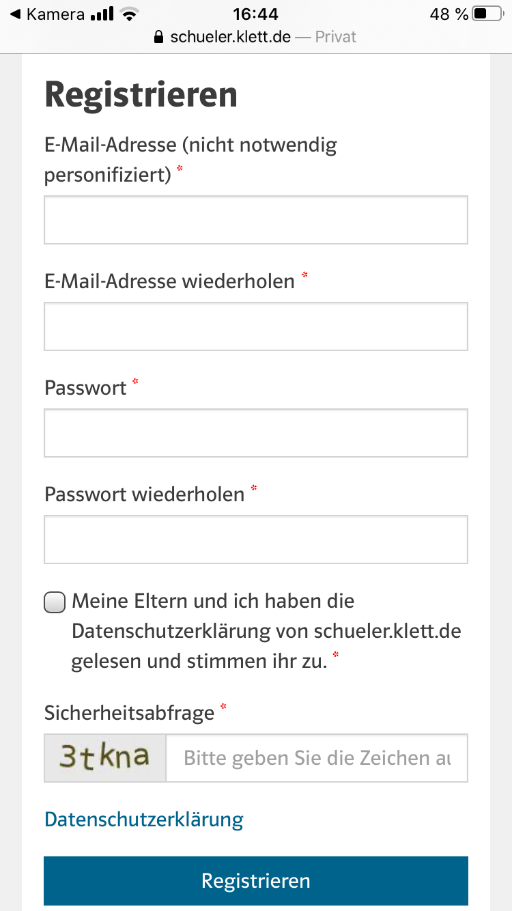 Kamera 16:44 48 %
schueler.klett.de — Privat
Registrieren
E-Mail-Adresse (nicht notwendig
personifiziert) *
E-Mail-Adresse wiederholen *
Passwort *
Passwort wiederholen *
Meine Eltern und ich haben die
Datenschutzerklärung von schueler.klett.de
gelesen und stimmen ihr zu. *
Sicherheitsabfrage *
3tkna Bitte geben Sie die Zeichen au
Datenschutzerklärung
Registrieren